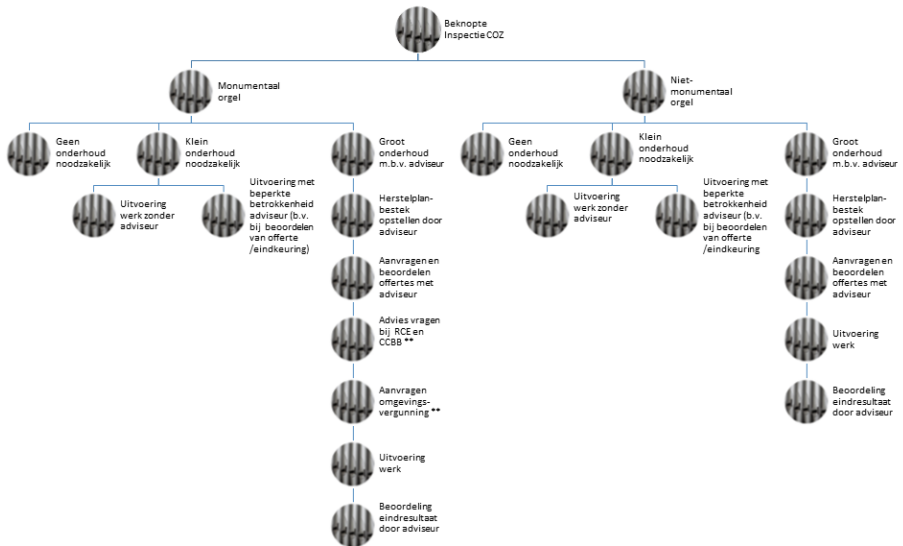 Beknopte
Inspectie COZ
Monumentaal
orgel
Niet-
monumentaal
orgel
Geen
onderhoud
noodzakelijk
Klein
onderhoud
noodzakelijk
Groot
onderhoud
m.b.v. adviseur
Geen
onderhoud
noodzakelijk
Klein
onderhoud
noodzakelijk
Groot
onderhoud
m.b.v. adviseur
Uitvoering
werk zonder
adviseur
Uitvoering met
beperkte
betrokkenheid
adviseur (b.v.
bij beoordelen
van offerte
/eindkeuring)
Herstelplan-
bestek
opstellen door
adviseur
Uitvoering
werk zonder
adviseur
Uitvoering met
beperkte
betrokkenheid
adviseur (b.v.
bij beoordelen
van offerte
/eindkeuring
Herstelplan-
bestek
opstellen door
adviseur
Aanvragen en
beoordelen
offertes met
adviseur
Aanvragen en
beoordelen
offertes met
adviseur
Advies vragen
bij RCE en
CCBB **
Uitvoering
werk
Aanvragen
omgevings-
vergunning **
Beoordeling
eindresultaat
door adviseur
Uitvoering
werk
Beoordeling
eindresultaat
door adviseur